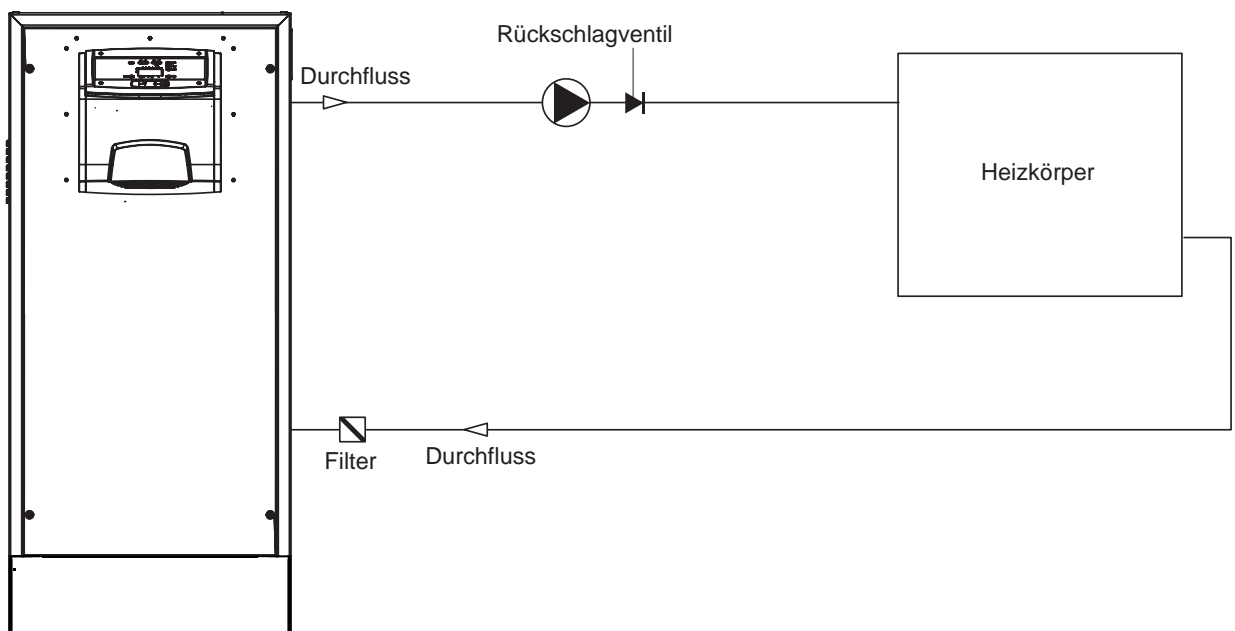 Rückschlagventil
Durchfluss
Heizkörper
Filter
Durchfluss